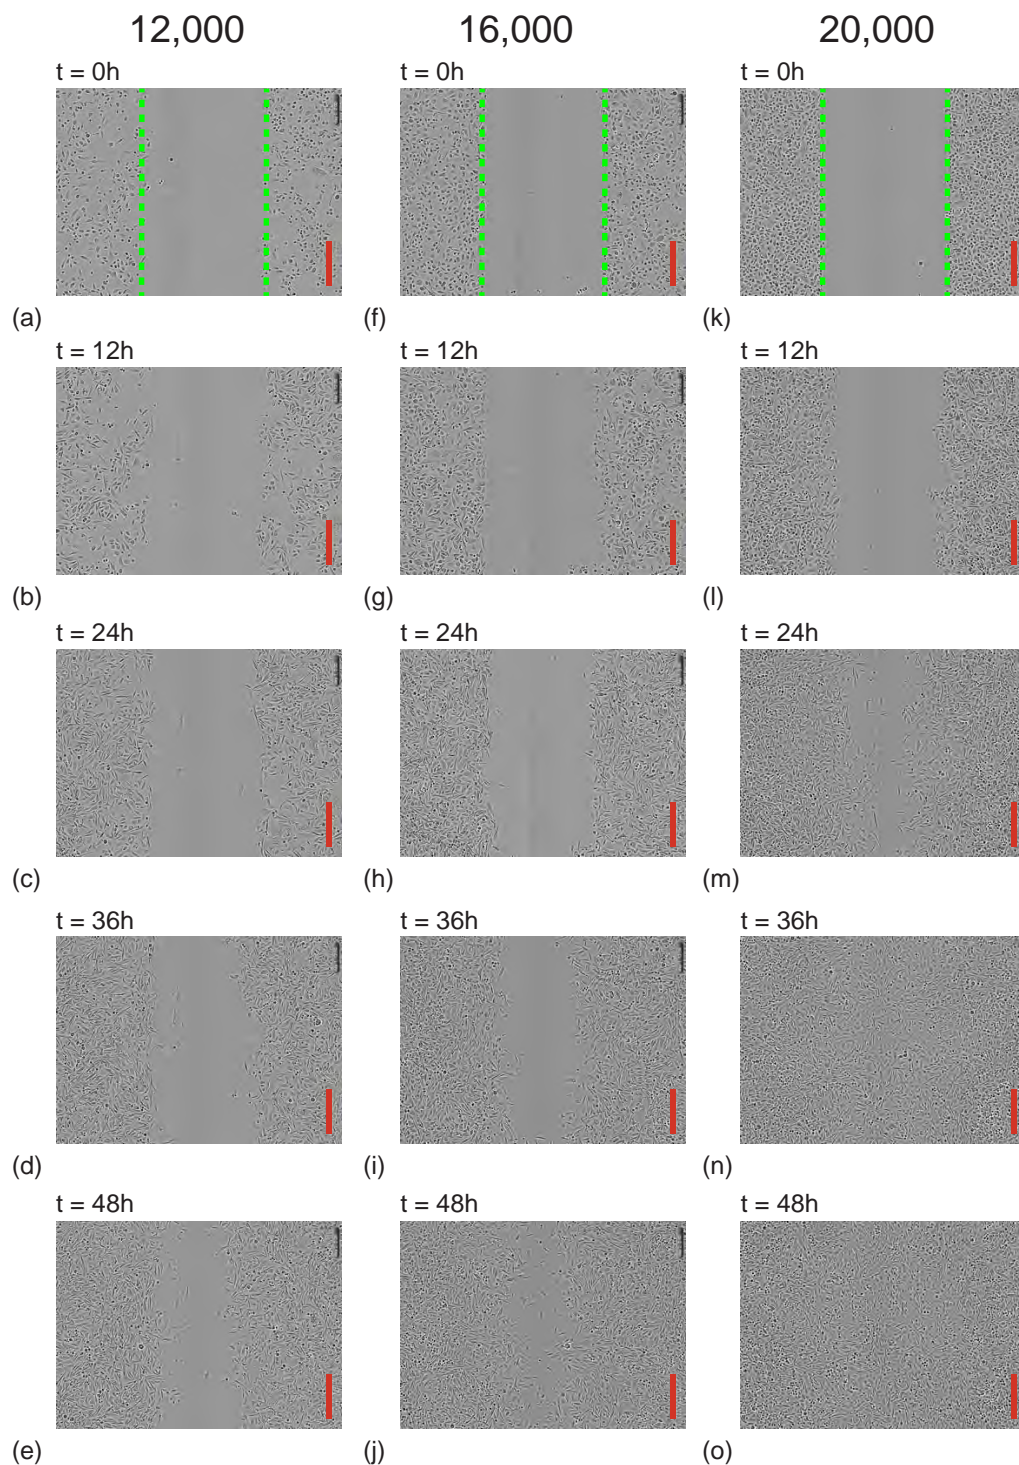 12,000 16,000 20,000
t = 0h t = 0h t = 0h
(a) (f) (k)
t = 12h t = 12h t = 12h
(b) (g) (l)
t = 24h t = 24h t = 24h
(c) (h) (m)
t = 36h t = 36h t = 36h
(d) (i) (n)
t = 48h t = 48h t = 48h
(e) (j) (o)